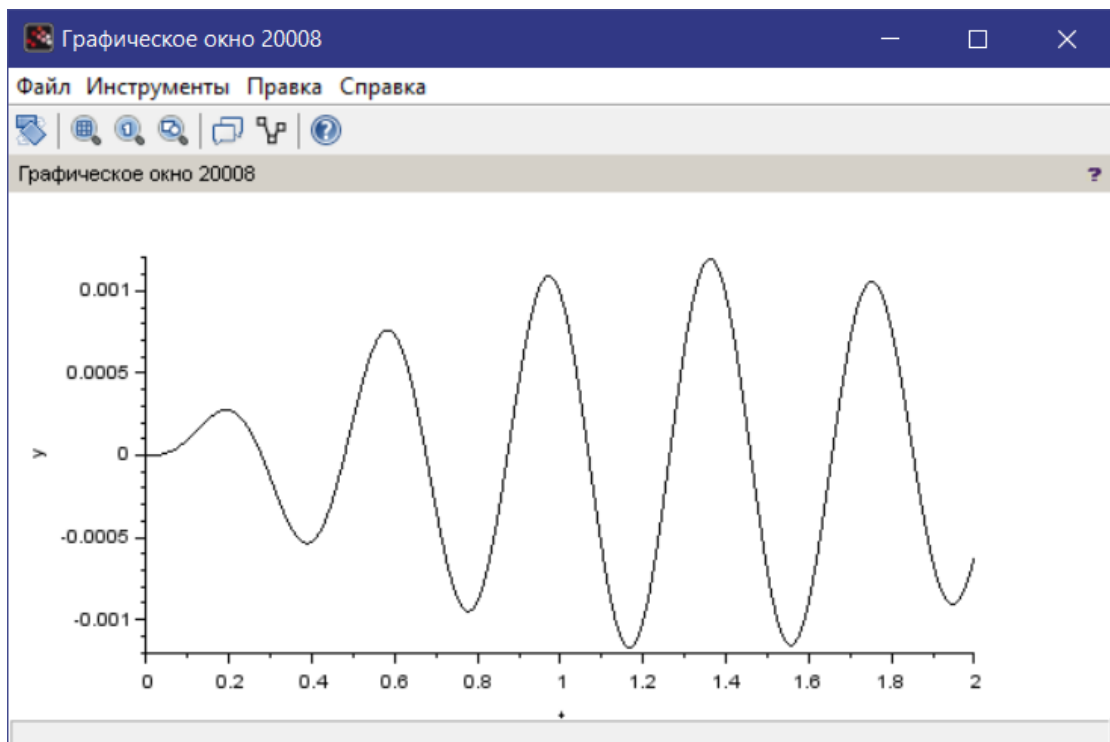 Графическое окно 20008
Файл Инструменты Правка Справка
Графическое окно 20008 ?
0.001
0.0005
0
-0.0005
-0.001
y
0 0.2 0.4 0.6 0.8 1 1.2 1.4 1.6 1.8 2